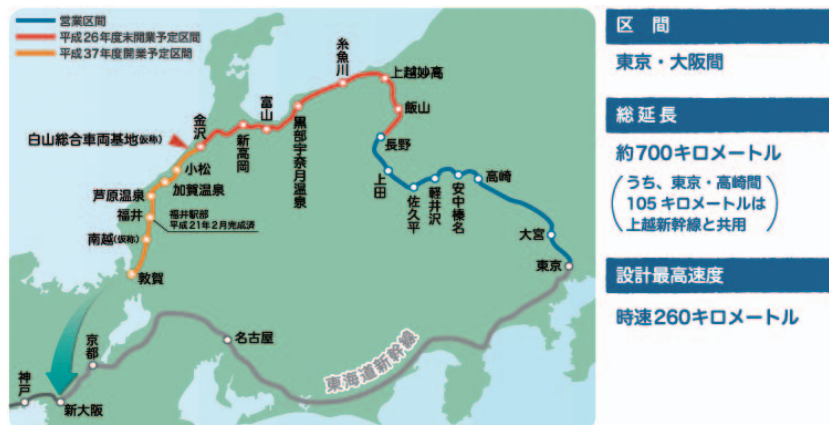 営業区間
平成26年度末開業予定区間
平成37年度開業予定区間
糸魚川
上越妙高
飯山
富山
黒部宇奈月温泉
金沢
新高岡
長野
白山総合車両基地(仮称)
小松
加賀温泉
芦原温泉
福井
福井駅部
平成21年2月完成済
南越(仮称)
敦賀
上田
佐久平
軽井沢
安中榛名
高崎
大宮
東京
名古屋
京都
神戸
新大阪
東海道新幹線
区 間
東京・大阪間
総延長
約700キロメートル
(うち、東京・高崎間
105キロメートルは
上越新幹線と共用)
設計最高速度
時速260キロメートル